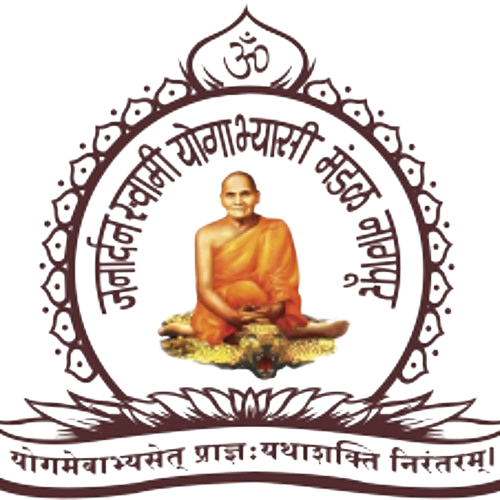 ॐ
जनार्दनस्वामी योगाभ्यासी मंडळ नागपूर
योगमेवाभ्यसेत् प्राज्ञः यथाशक्ति निरंतरम्।